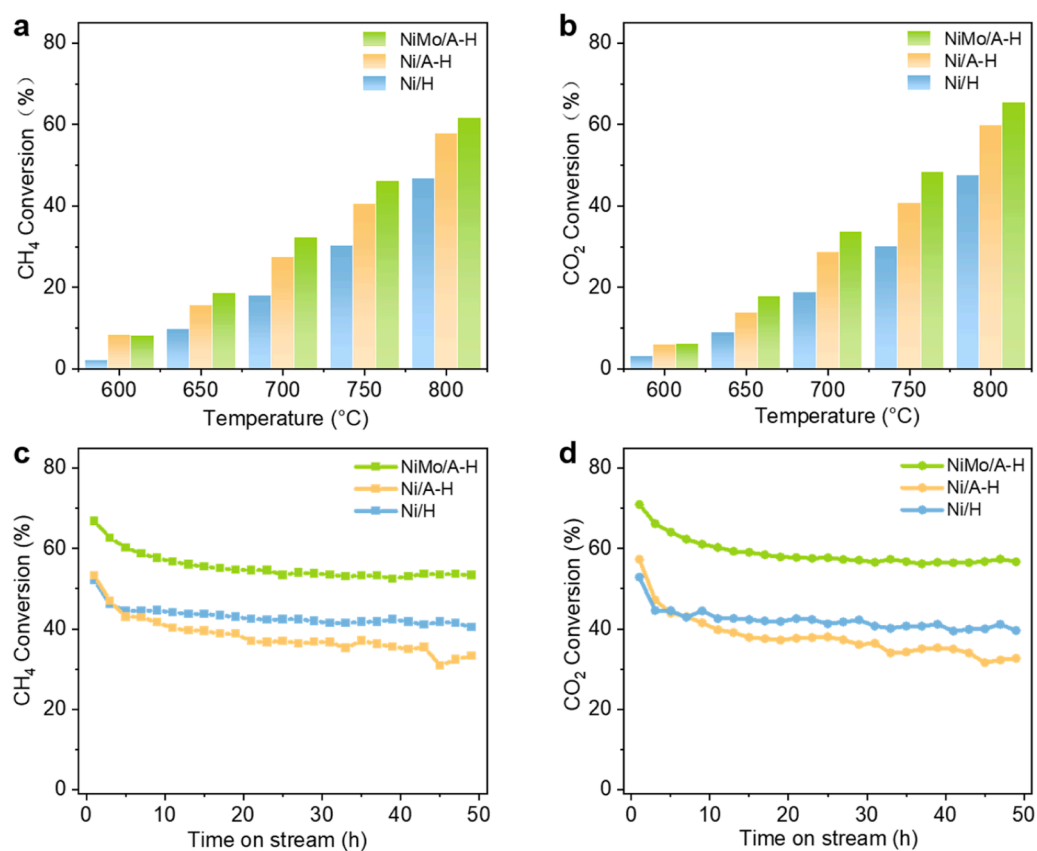 a
80
60
40
20
0
CH4 Conversion (%)
NiMo/A-H
Ni/A-H
Ni/H
600 650 700 750 800
Temperature (°C)
b
80
60
40
20
0
CO2 Conversion (%)
NiMo/A-H
Ni/A-H
Ni/H
600 650 700 750 800
Temperature (°C)
c
80
60
40
20
0
CH4 Conversion (%)
NiMo/A-H
Ni/A-H
Ni/H
0 10 20 30 40 50
Time on stream (h)
d
80
60
40
20
0
CO2 Conversion (%)
NiMo/A-H
Ni/A-H
Ni/H
0 10 20 30 40 50
Time on stream (h)